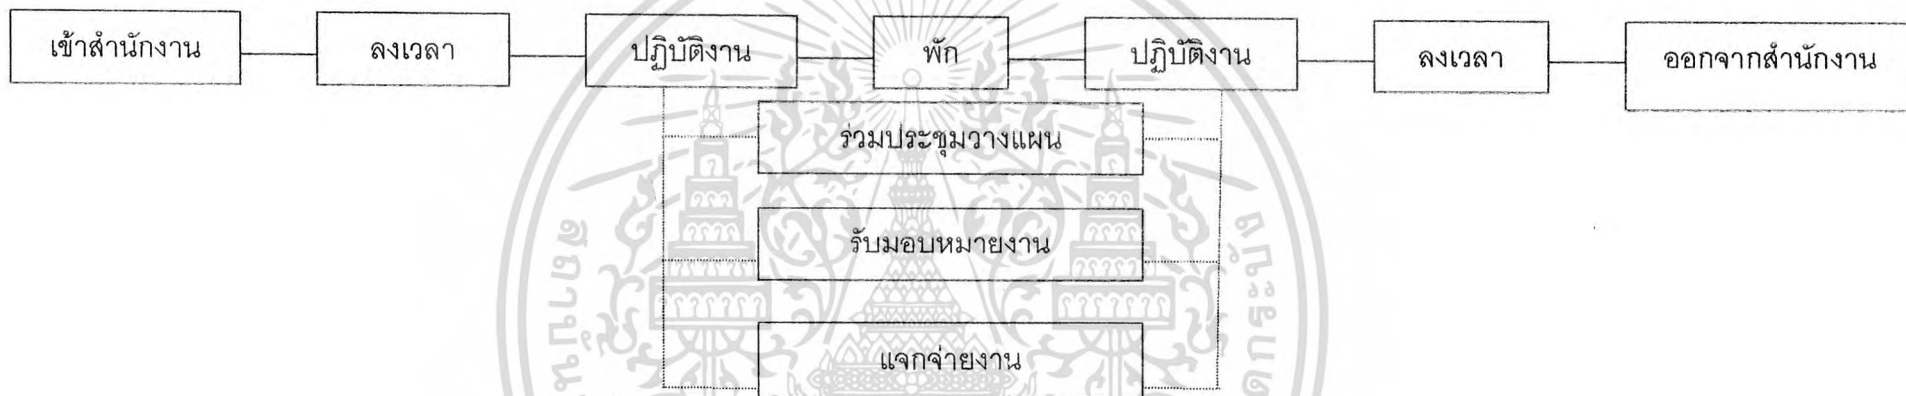 เข้าสำนักงาน ลงเวลา ปฏิบัติงาน พัก ปฏิบัติงาน ลงเวลา ออกจากสำนักงาน
ร่วมประชุมวางแผน
รับมอบหมายงาน
แจกจ่ายงาน